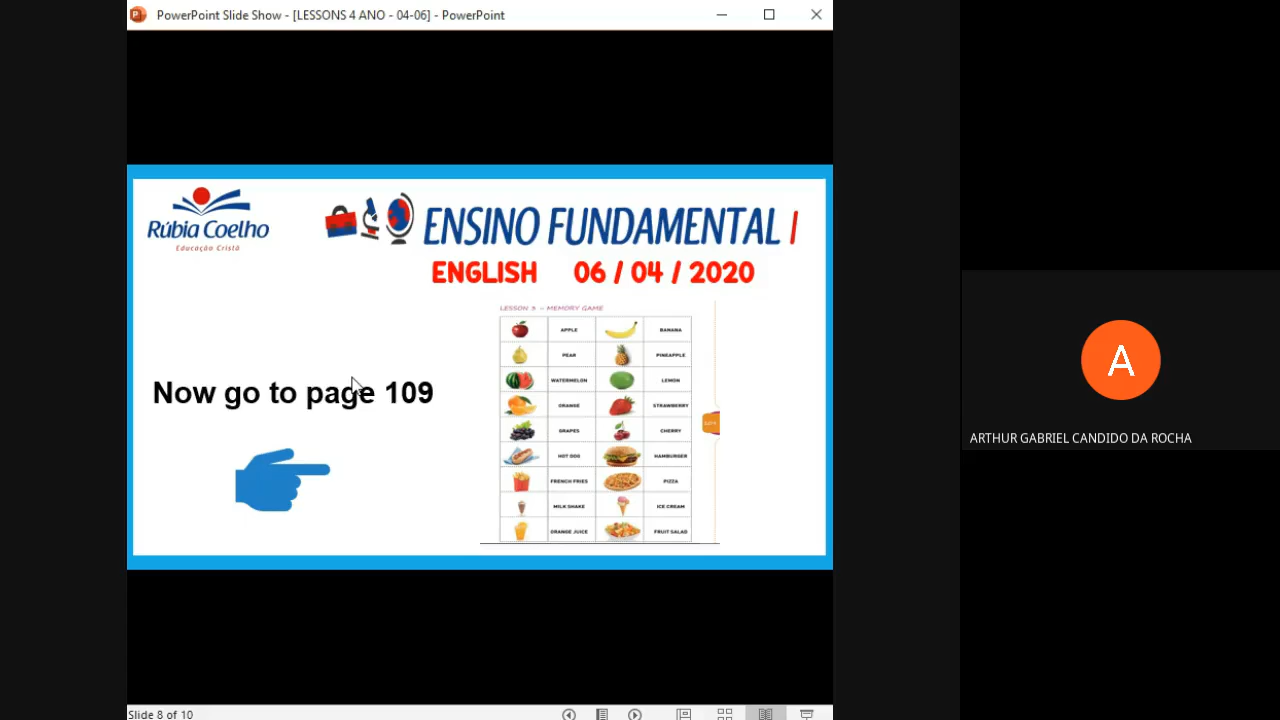 PowerPoint Slide Show - [LESSONS 4 ANO - 04-06] - PowerPoint
Rúbia Coelho
Educação Cristã
ENSINO FUNDAMENTAL I
ENGLISH 06 / 04 / 2020
LESSON 3 – MEMORY GAME
APPLE BANANA
PEAR PINEAPPLE
WATERMELON LEMON
ORANGE STRAWBERRY
GRAPES CHERRY
HOT DOG HAMBURGER
FRENCH FRIES PIZZA
MILK SHAKE ICE CREAM
ORANGE JUICE FRUIT SALAD
Now go to page 109
A
ARTHUR GABRIEL CANDIDO DA ROCHA
Slide 8 of 10